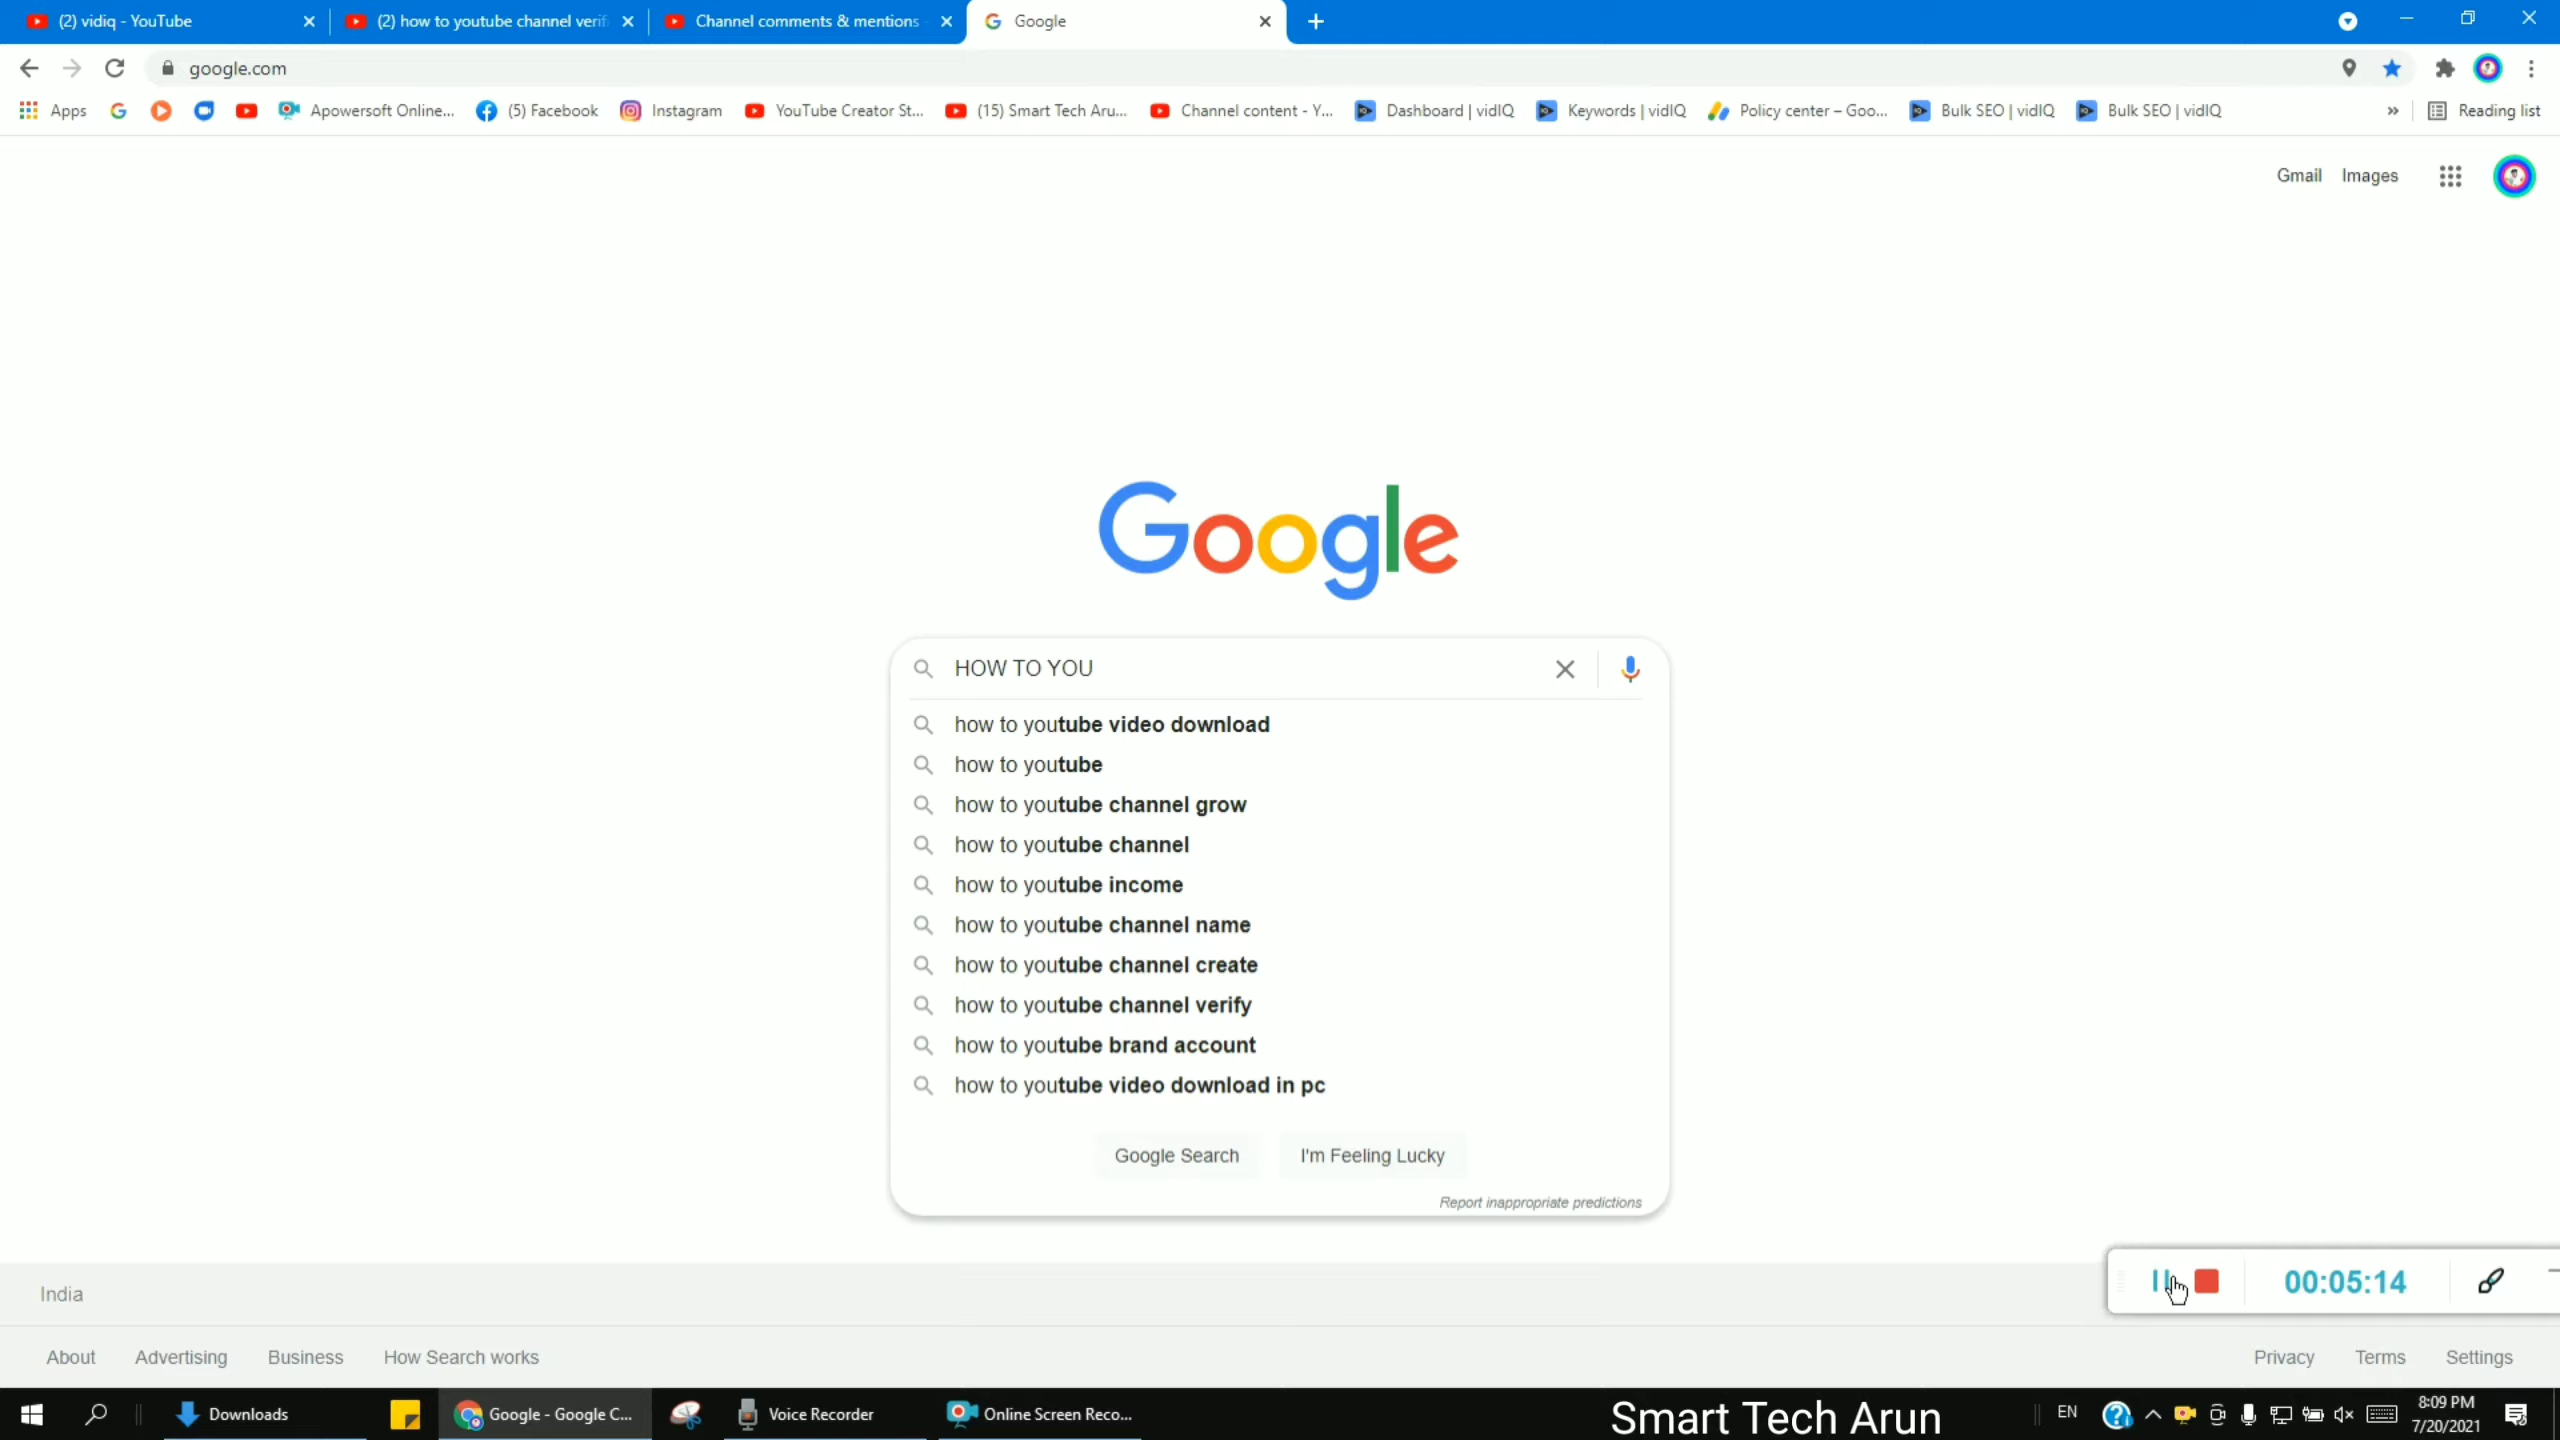 (2) vidiq - YouTube
(2) how to youtube channel verif
Channel comments & mentions
Google
google.com
Apps
Apowersoft Online...
(5) Facebook
Instagram
YouTube Creator St...
(15) Smart Tech Aru...
Channel content - Y...
Dashboard | vidIQ
Keywords | vidIQ
Policy center – Goo...
Bulk SEO | vidIQ
Bulk SEO | vidIQ
»
Reading list
Gmail
Images
Google
HOW TO YOU
how to youtube video download
how to youtube
how to youtube channel grow
how to youtube channel
how to youtube income
how to youtube channel name
how to youtube channel create
how to youtube channel verify
how to youtube brand account
how to youtube video download in pc
Google Search
I'm Feeling Lucky
Report inappropriate predictions
India
00:05:14
About
Advertising
Business
How Search works
Privacy
Terms
Settings
Downloads
Google - Google C...
Voice Recorder
Online Screen Reco...
Smart Tech Arun
EN
8:09 PM
7/20/2021